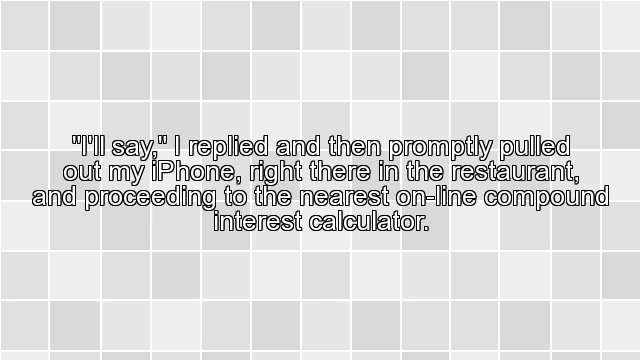 "I'll say," I replied and then promptly pulled
out my iPhone, right there in the restaurant,
and proceeding to the nearest on-line compound
interest calculator.